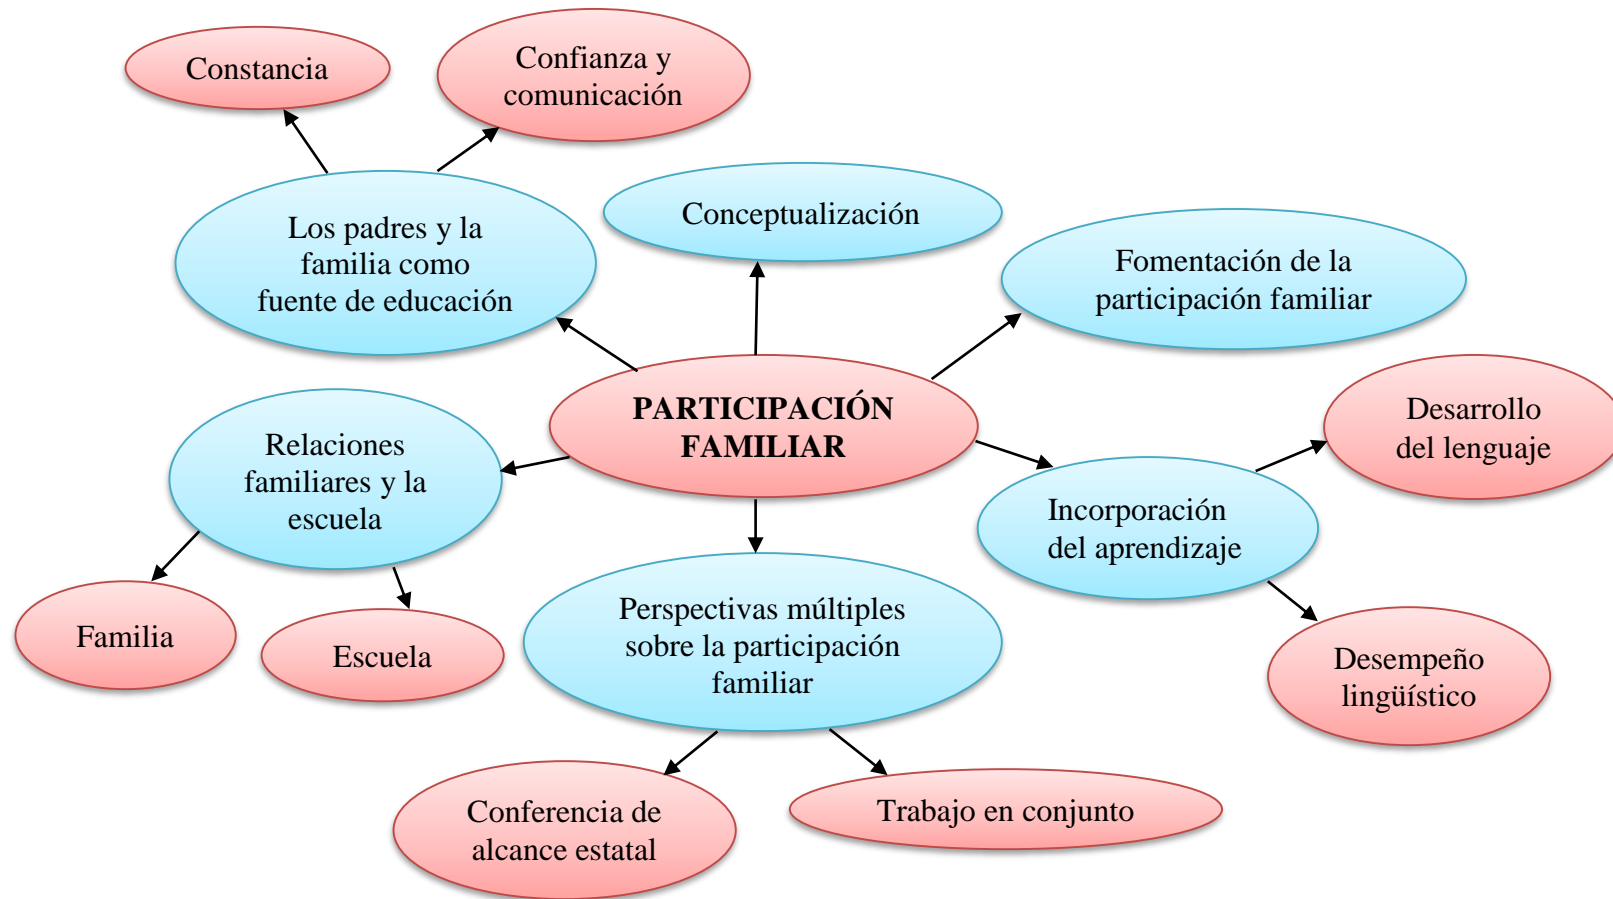 Constancia
Confianza y
comunicación
Los padres y la
familia como
fuente de educación
Conceptualización
Fomentación de la
participación familiar
PARTICIPACIÓN
FAMILIAR
Relaciones
familiares y la
escuela
Desarrollo
del lenguaje
Incorporación
del aprendizaje
Familia
Escuela
Perspectivas múltiples
sobre la participación
familiar
Desempeño
lingüístico
Conferencia de
alcance estatal
Trabajo en conjunto